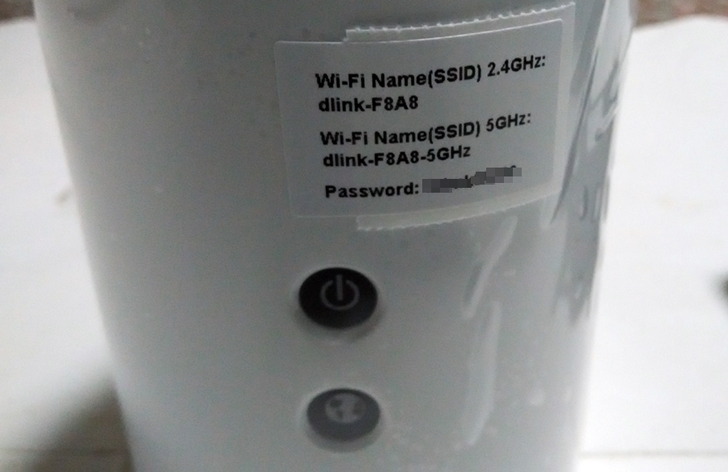 Wi-Fi Name(SSID) 2.4GHz:
dlink-F8A8
Wi-Fi Name(SSID) 5GHz:
dlink-F8A8-5GHz
Password: